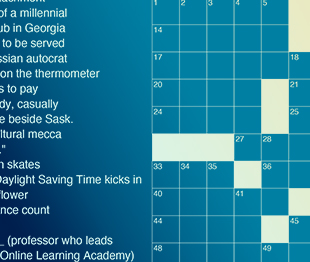 of a millennial
ub in Georgia
to be served
ssian autocrat
on the thermometer
s to pay
dy, casually
e beside Sask.
ltural mecca
."
n skates
Daylight Saving Time kicks in
flower
nce count
_ (professor who leads
Online Learning Academy)
1 2 3 4 5
14
17 18
20 21
24 25
27 28
33 34 35 36
40 41
44 45
48 49